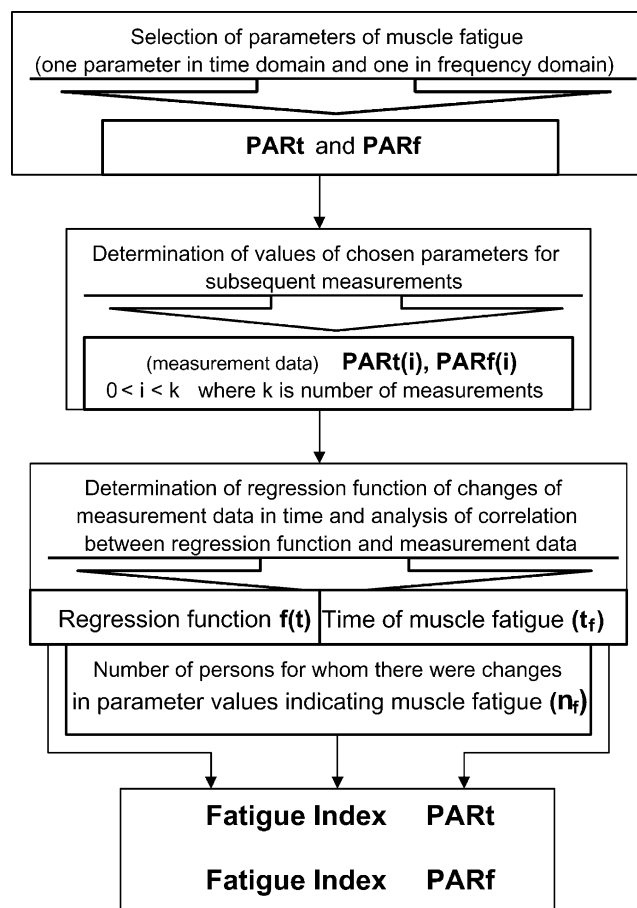 Selection of parameters of muscle fatigue
(one parameter in time domain and one in frequency domain)
PARt and PARf
Determination of values of chosen parameters for
subsequent measurements
(measurement data) PARt(i), PARf(i)
0 < i < k where k is number of measurements
Determination of regression function of changes of
measurement data in time and analysis of correlation
between regression function and measurement data
Regression function f(t)
Time of muscle fatigue (tf)
Number of persons for whom there were changes
in parameter values indicating muscle fatigue (nf)
Fatigue Index PARt
Fatigue Index PARf